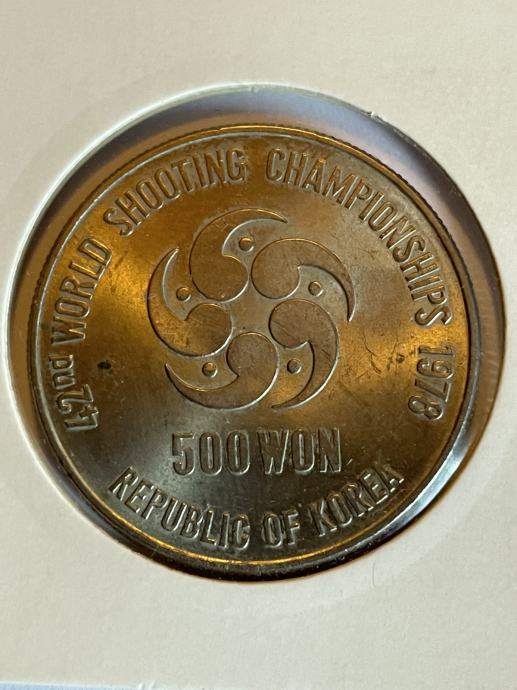 42nd WORLD SHOOTING CHAMPIONSHIPS 1978
500 WON
REPUBLIC OF KOREA